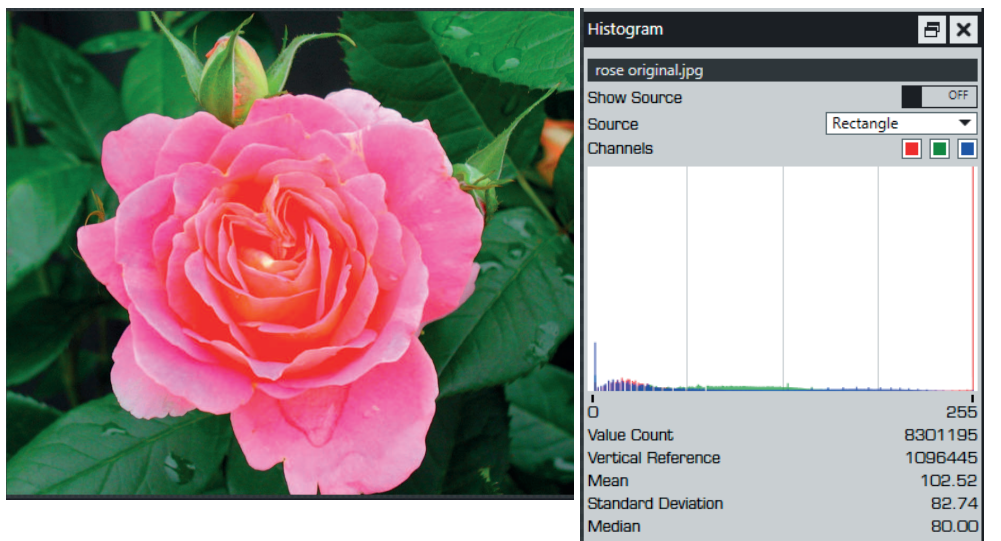 Histogram
rose original.jpg
Show Source OFF
Source Rectangle
Channels
0 255
Value Count 8301195
Vertical Reference 1096445
Mean 102.52
Standard Deviation 82.74
Median 80.00